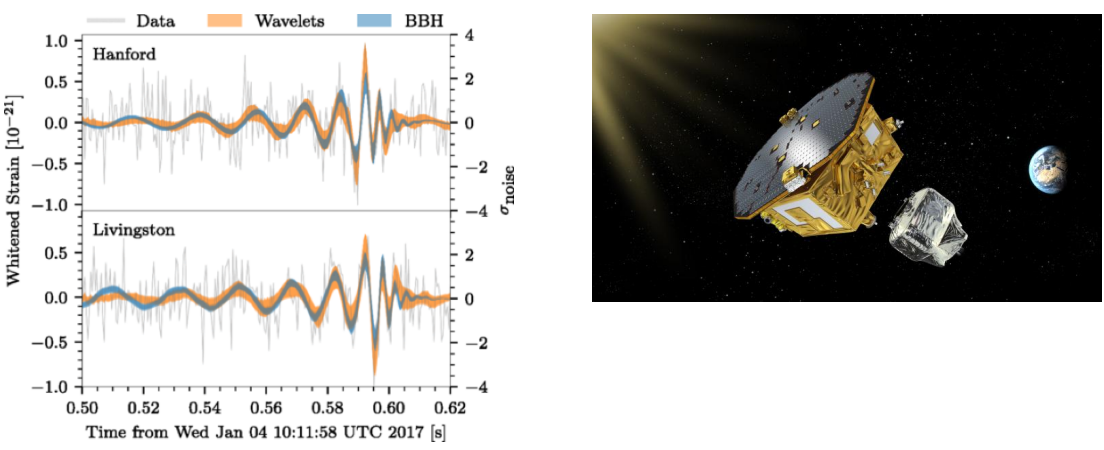 Data Wavelets BBH
Hanford
1.0
0.5
0.0
−0.5
−1.0
4
2
0
−2
−4
Livingston
0.5
0.0
−0.5
−1.0
2
0
−2
−4
Whitened Strain [10⁻²¹]
σnoise
0.50 0.52 0.54 0.56 0.58 0.60 0.62
Time from Wed Jan 04 10:11:58 UTC 2017 [s]